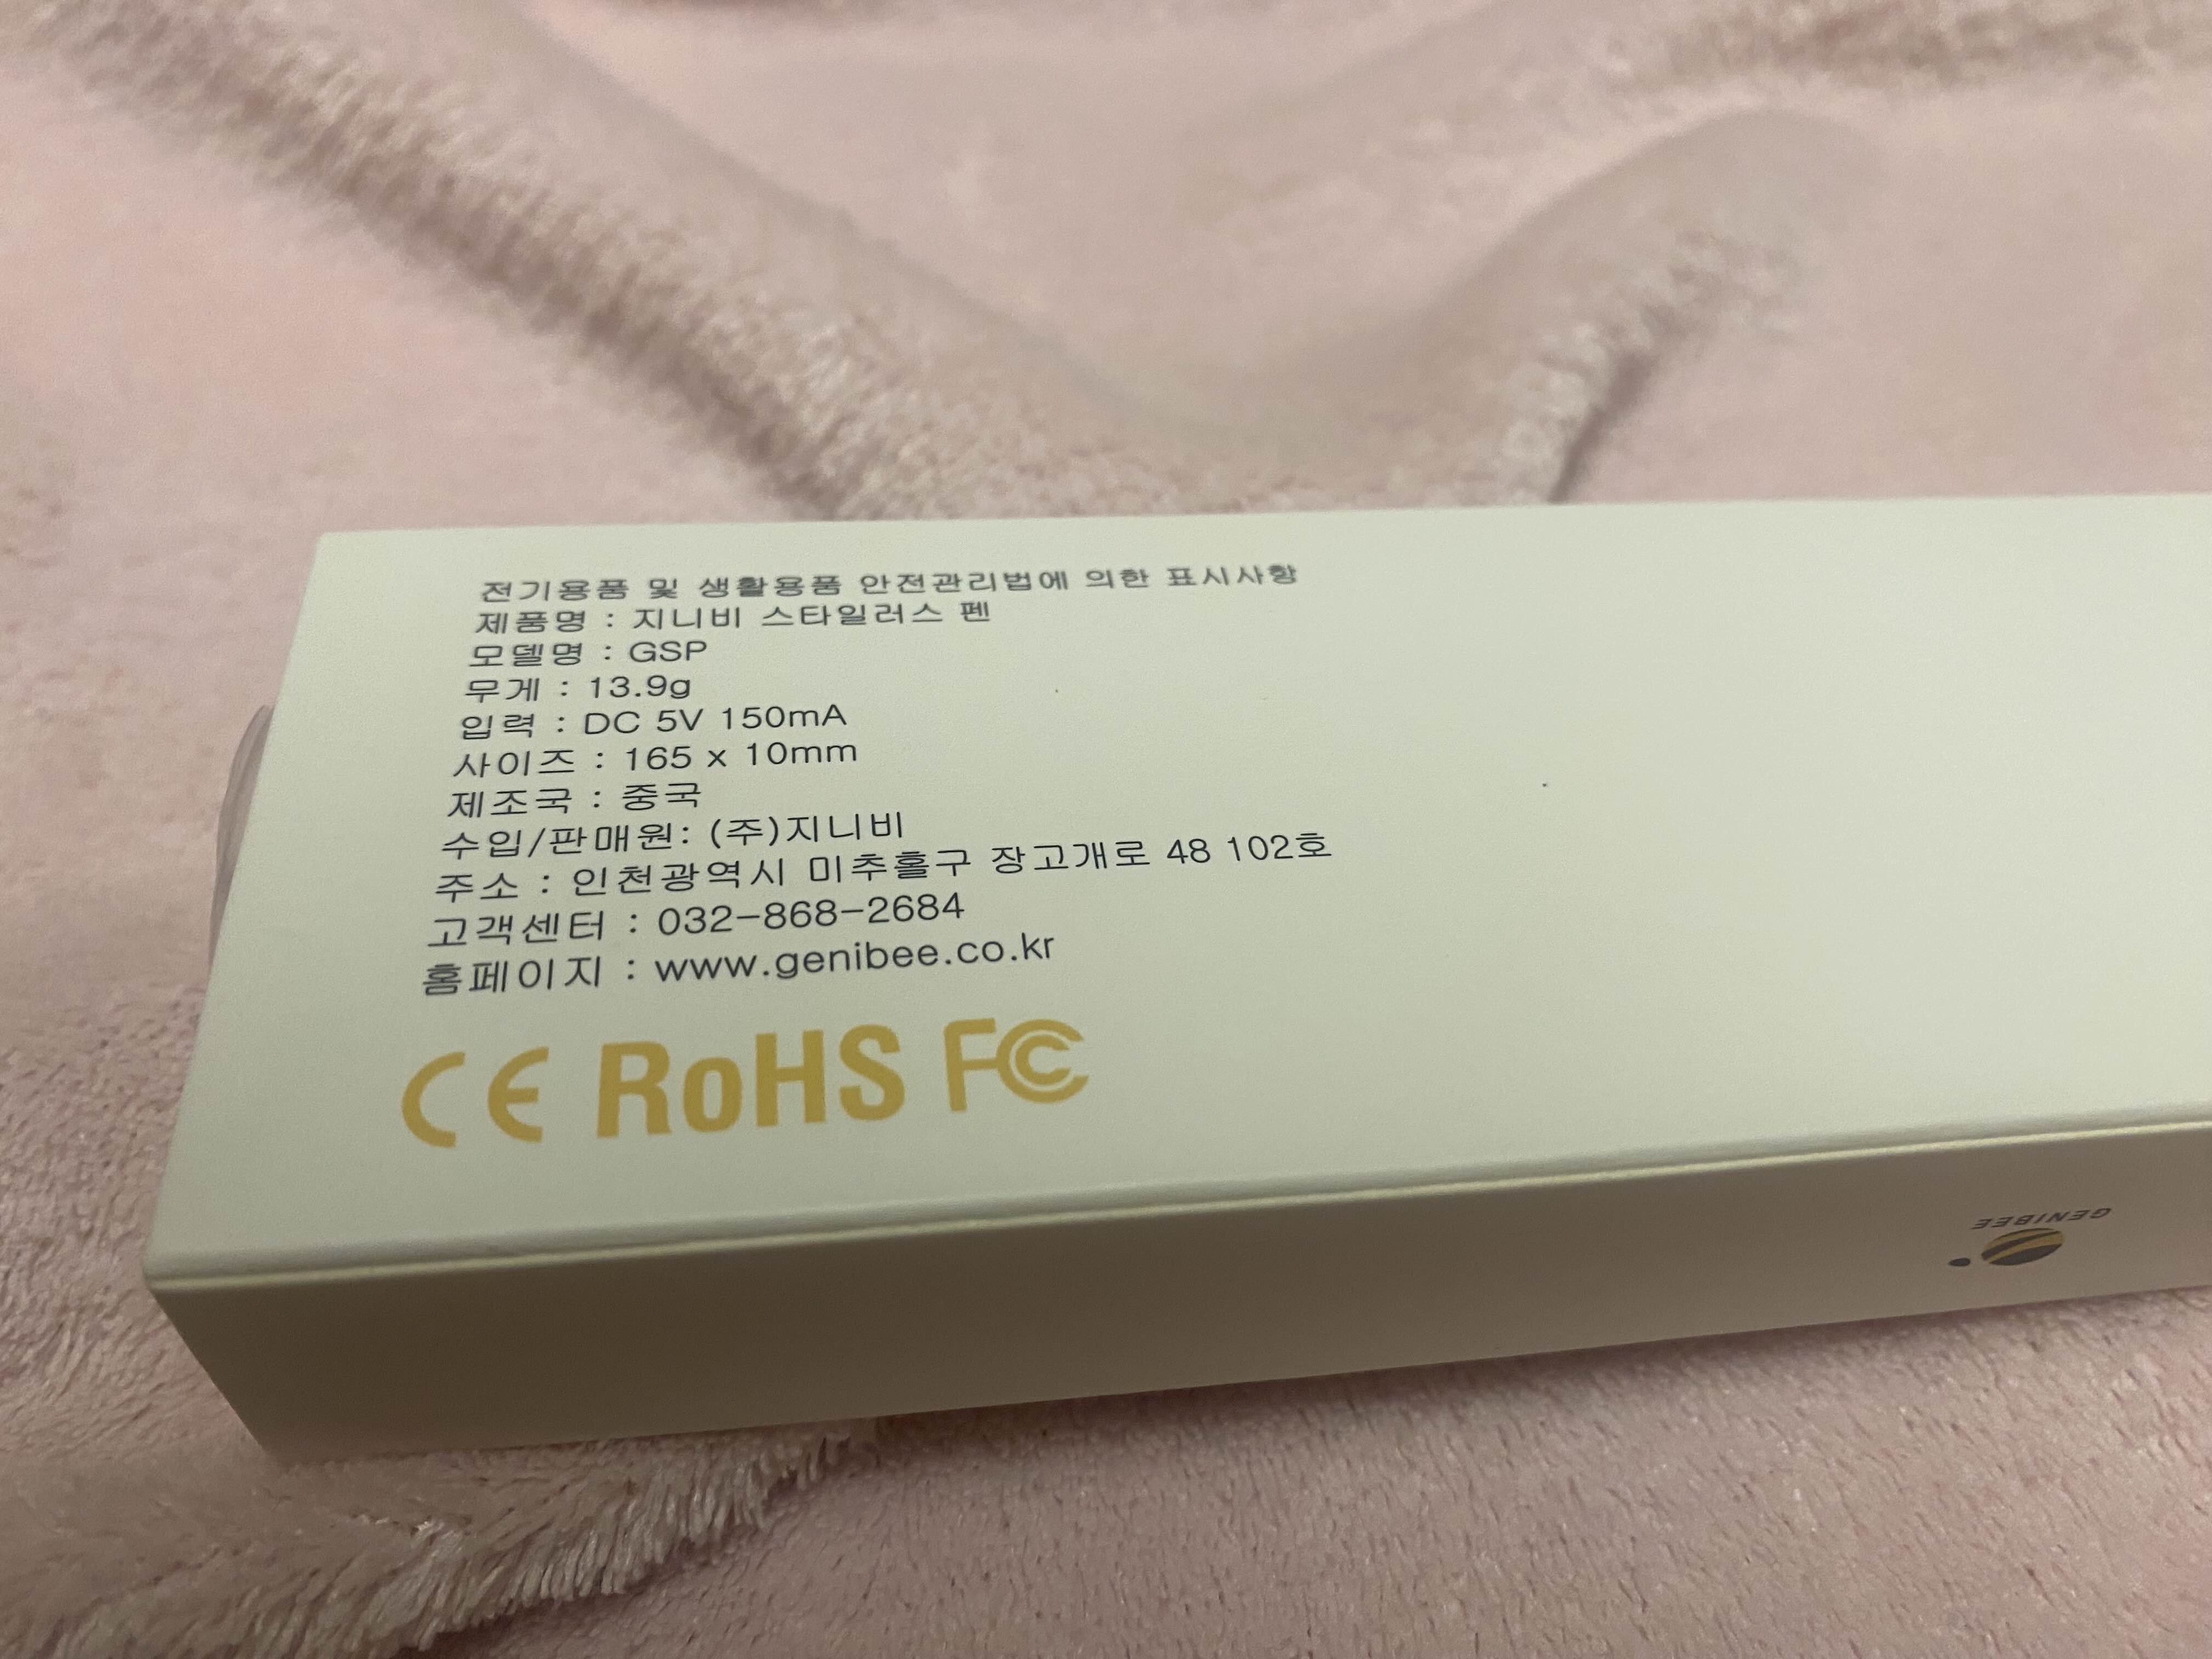 전기용품 및 생활용품 안전관리법에 의한 표시사항
제품명 : 지니비 스타일러스 펜
모델명 : GSP
무게 : 13.9g
입력 : DC 5V 150mA
사이즈 : 165 x 10mm
제조국 : 중국
수입/판매원: (주)지니비
주소 : 인천광역시 미추홀구 장고개로 48 102호
고객센터 : 032-868-2684
홈페이지 : www.genibee.co.kr
CE RoHS FC
GENIBEE